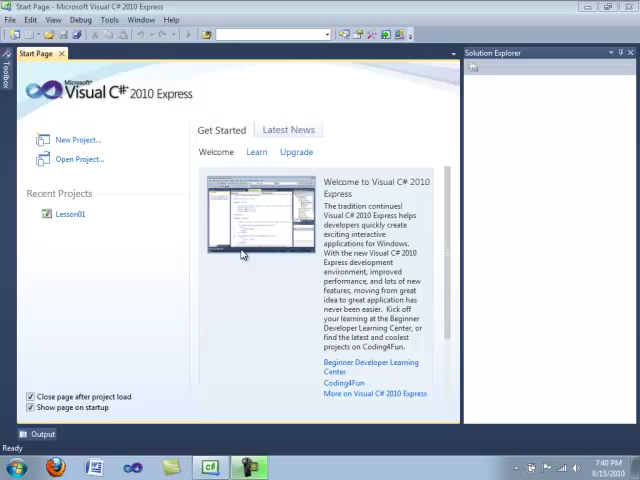 Start Page - Microsoft Visual C# 2010 Express
File Edit View Debug Tools Window Help
Toolbox
Start Page
Solution Explorer
Microsoft®
Visual C# 2010 Express
New Project...
Open Project...
Recent Projects
Lesson01
Get Started
Latest News
Welcome Learn Upgrade
Welcome to Visual C# 2010
Express
The tradition continues!
Visual C# 2010 Express helps
developers quickly create
exciting interactive
applications for Windows.
With the new Visual C# 2010
Express development
environment, improved
performance, and lots of new
features, moving from great
idea to great application has
never been easier. Kick off
your learning at the Beginner
Developer Learning Center, or
find the latest and coolest
projects on Coding4Fun.
Beginner Developer Learning
Center
Coding4Fun
More on Visual C# 2010 Express
Close page after project load
Show page on startup
Output
Ready
7:40 PM
8/15/2010